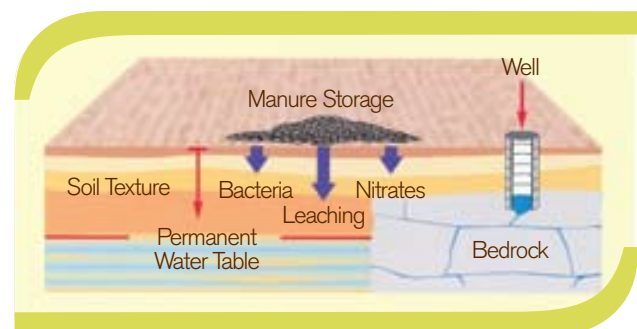 Well
Manure Storage
Soil Texture
Bacteria
Nitrates
Leaching
Permanent
Water Table
Bedrock